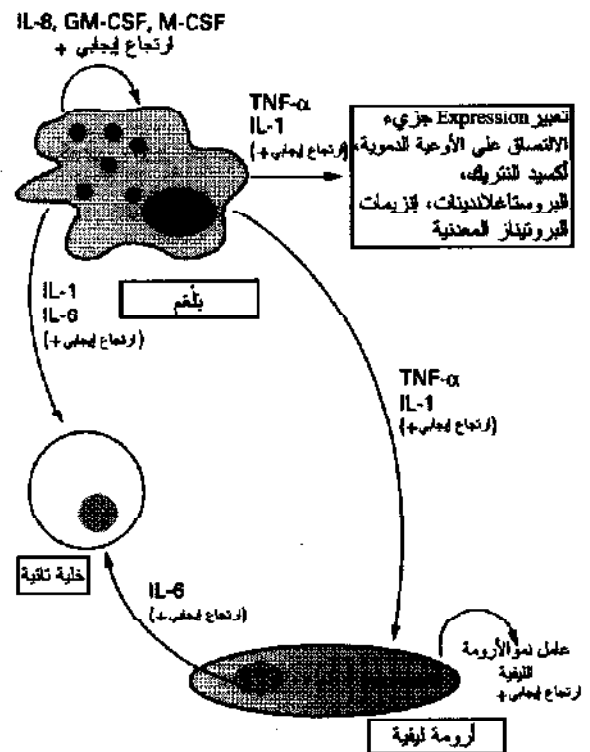 IL-8, GM-CSF, M-CSF
ارتجاع إيجابي +
TNF-α
IL-1
(ارتجاع إيجابي+)
تعبير Expression جزيء
الالتصاق على الأوعية الدموية،
أكسيد النتريك،
البروستاغلاندينات، إنزيمات
البروتيناز المعدنية
بلغم
IL-1
IL-6
(ارتجاع إيجابي+)
TNF-α
IL-1
(ارتجاع إيجابي+)
خلية تائية
IL-6
(ارتجاع إيجابي+)
عامل نمو الأرومة
الليفية
ارتجاع إيجابي+
أرومة ليفية